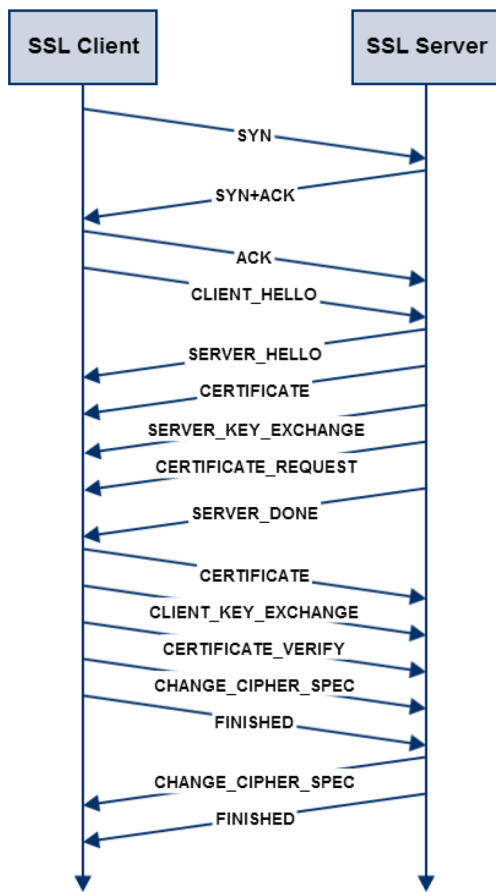 SSL Client
SSL Server
SYN
SYN+ACK
ACK
CLIENT_HELLO
SERVER_HELLO
CERTIFICATE
SERVER_KEY_EXCHANGE
CERTIFICATE_REQUEST
SERVER_DONE
CERTIFICATE
CLIENT_KEY_EXCHANGE
CERTIFICATE_VERIFY
CHANGE_CIPHER_SPEC
FINISHED
CHANGE_CIPHER_SPEC
FINISHED